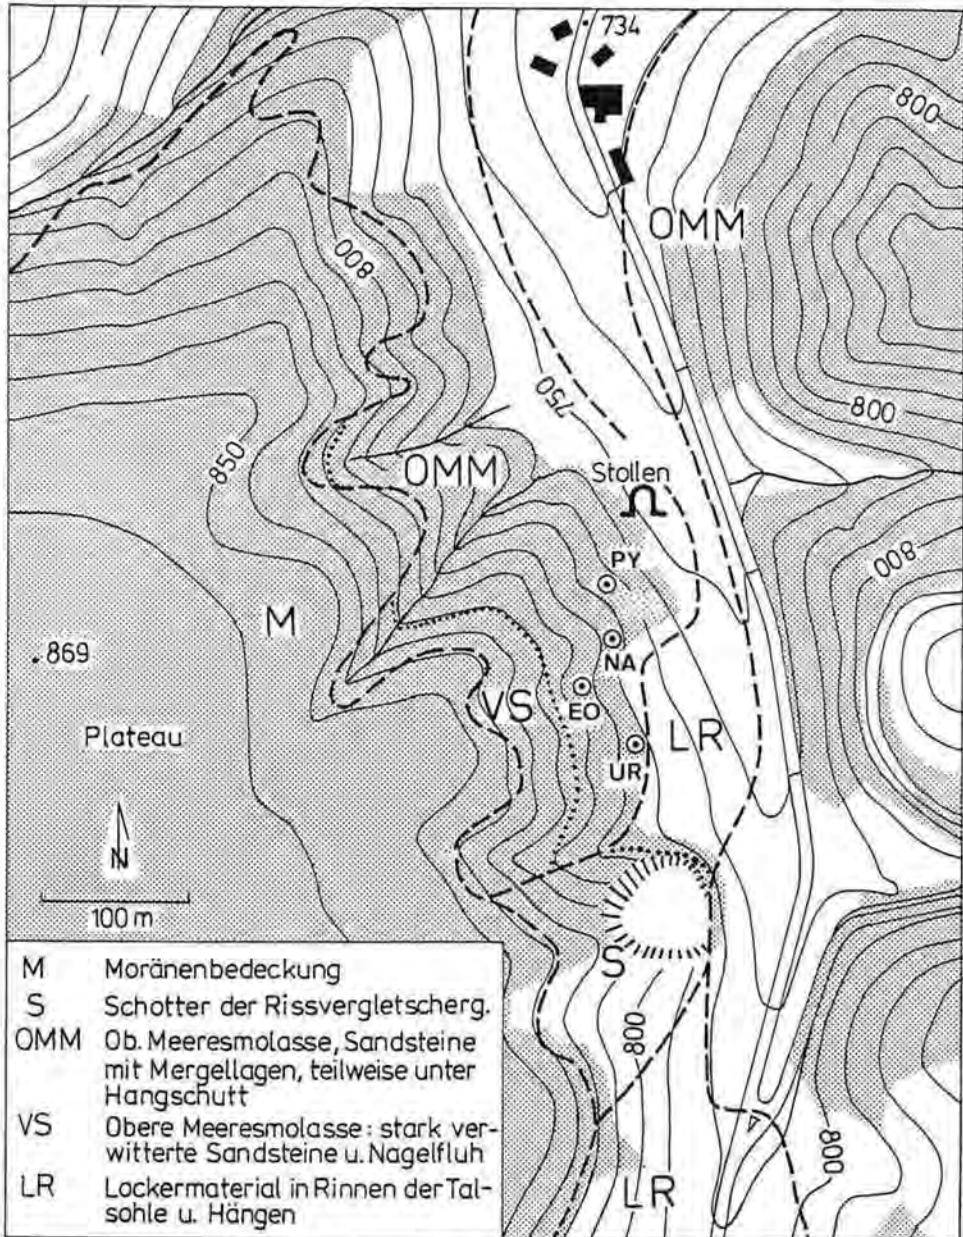 734
800
OMM
800
750
800
850
OMM
Stollen
800
PY
M
869
NA
VS
EO
LR
Plateau
UR
N
100 m
S
800
800
LR
M Moränenbedeckung
S Schotter der Rissvergletscherg.
OMM Ob. Meeresmolasse, Sandsteine
mit Mergellagen, teilweise unter
Hangschutt
VS Obere Meeresmolasse: stark ver-
witterte Sandsteine u. Nagelfluh
LR Lockermaterial in Rinnen der Tal-
sohle u. Hängen